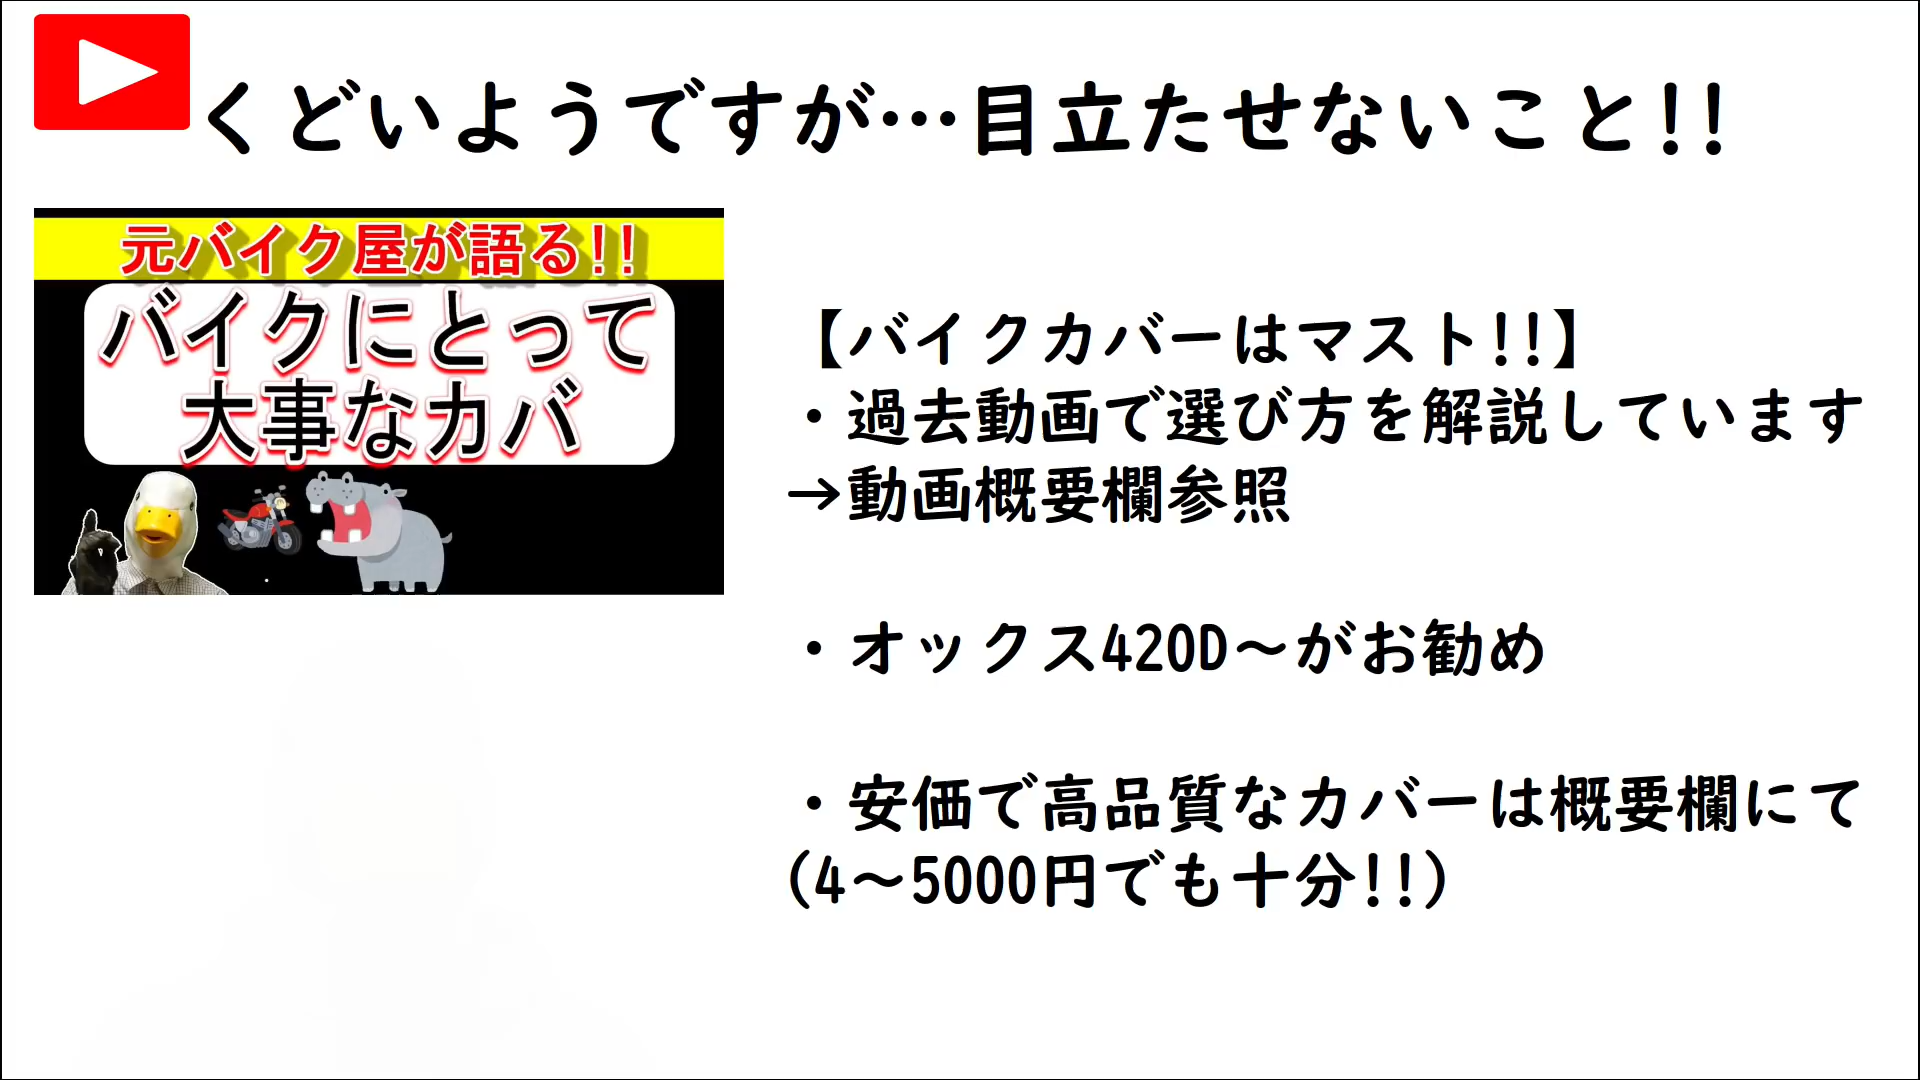 くどいようですが…目立たせないこと!!
元バイク屋が語る!!
バイクにとって
大事なカバ
【バイクカバーはマスト!!】
・過去動画で選び方を解説しています
→動画概要欄参照
・オックス420D～がお勧め
・安価で高品質なカバーは概要欄にて
(4～5000円でも十分!!)